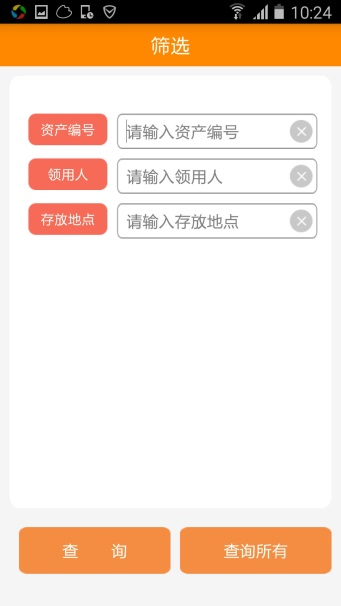 10:24
筛选
资产编号 请输入资产编号
领用人 请输入领用人
存放地点 请输入存放地点
查 询 查询所有